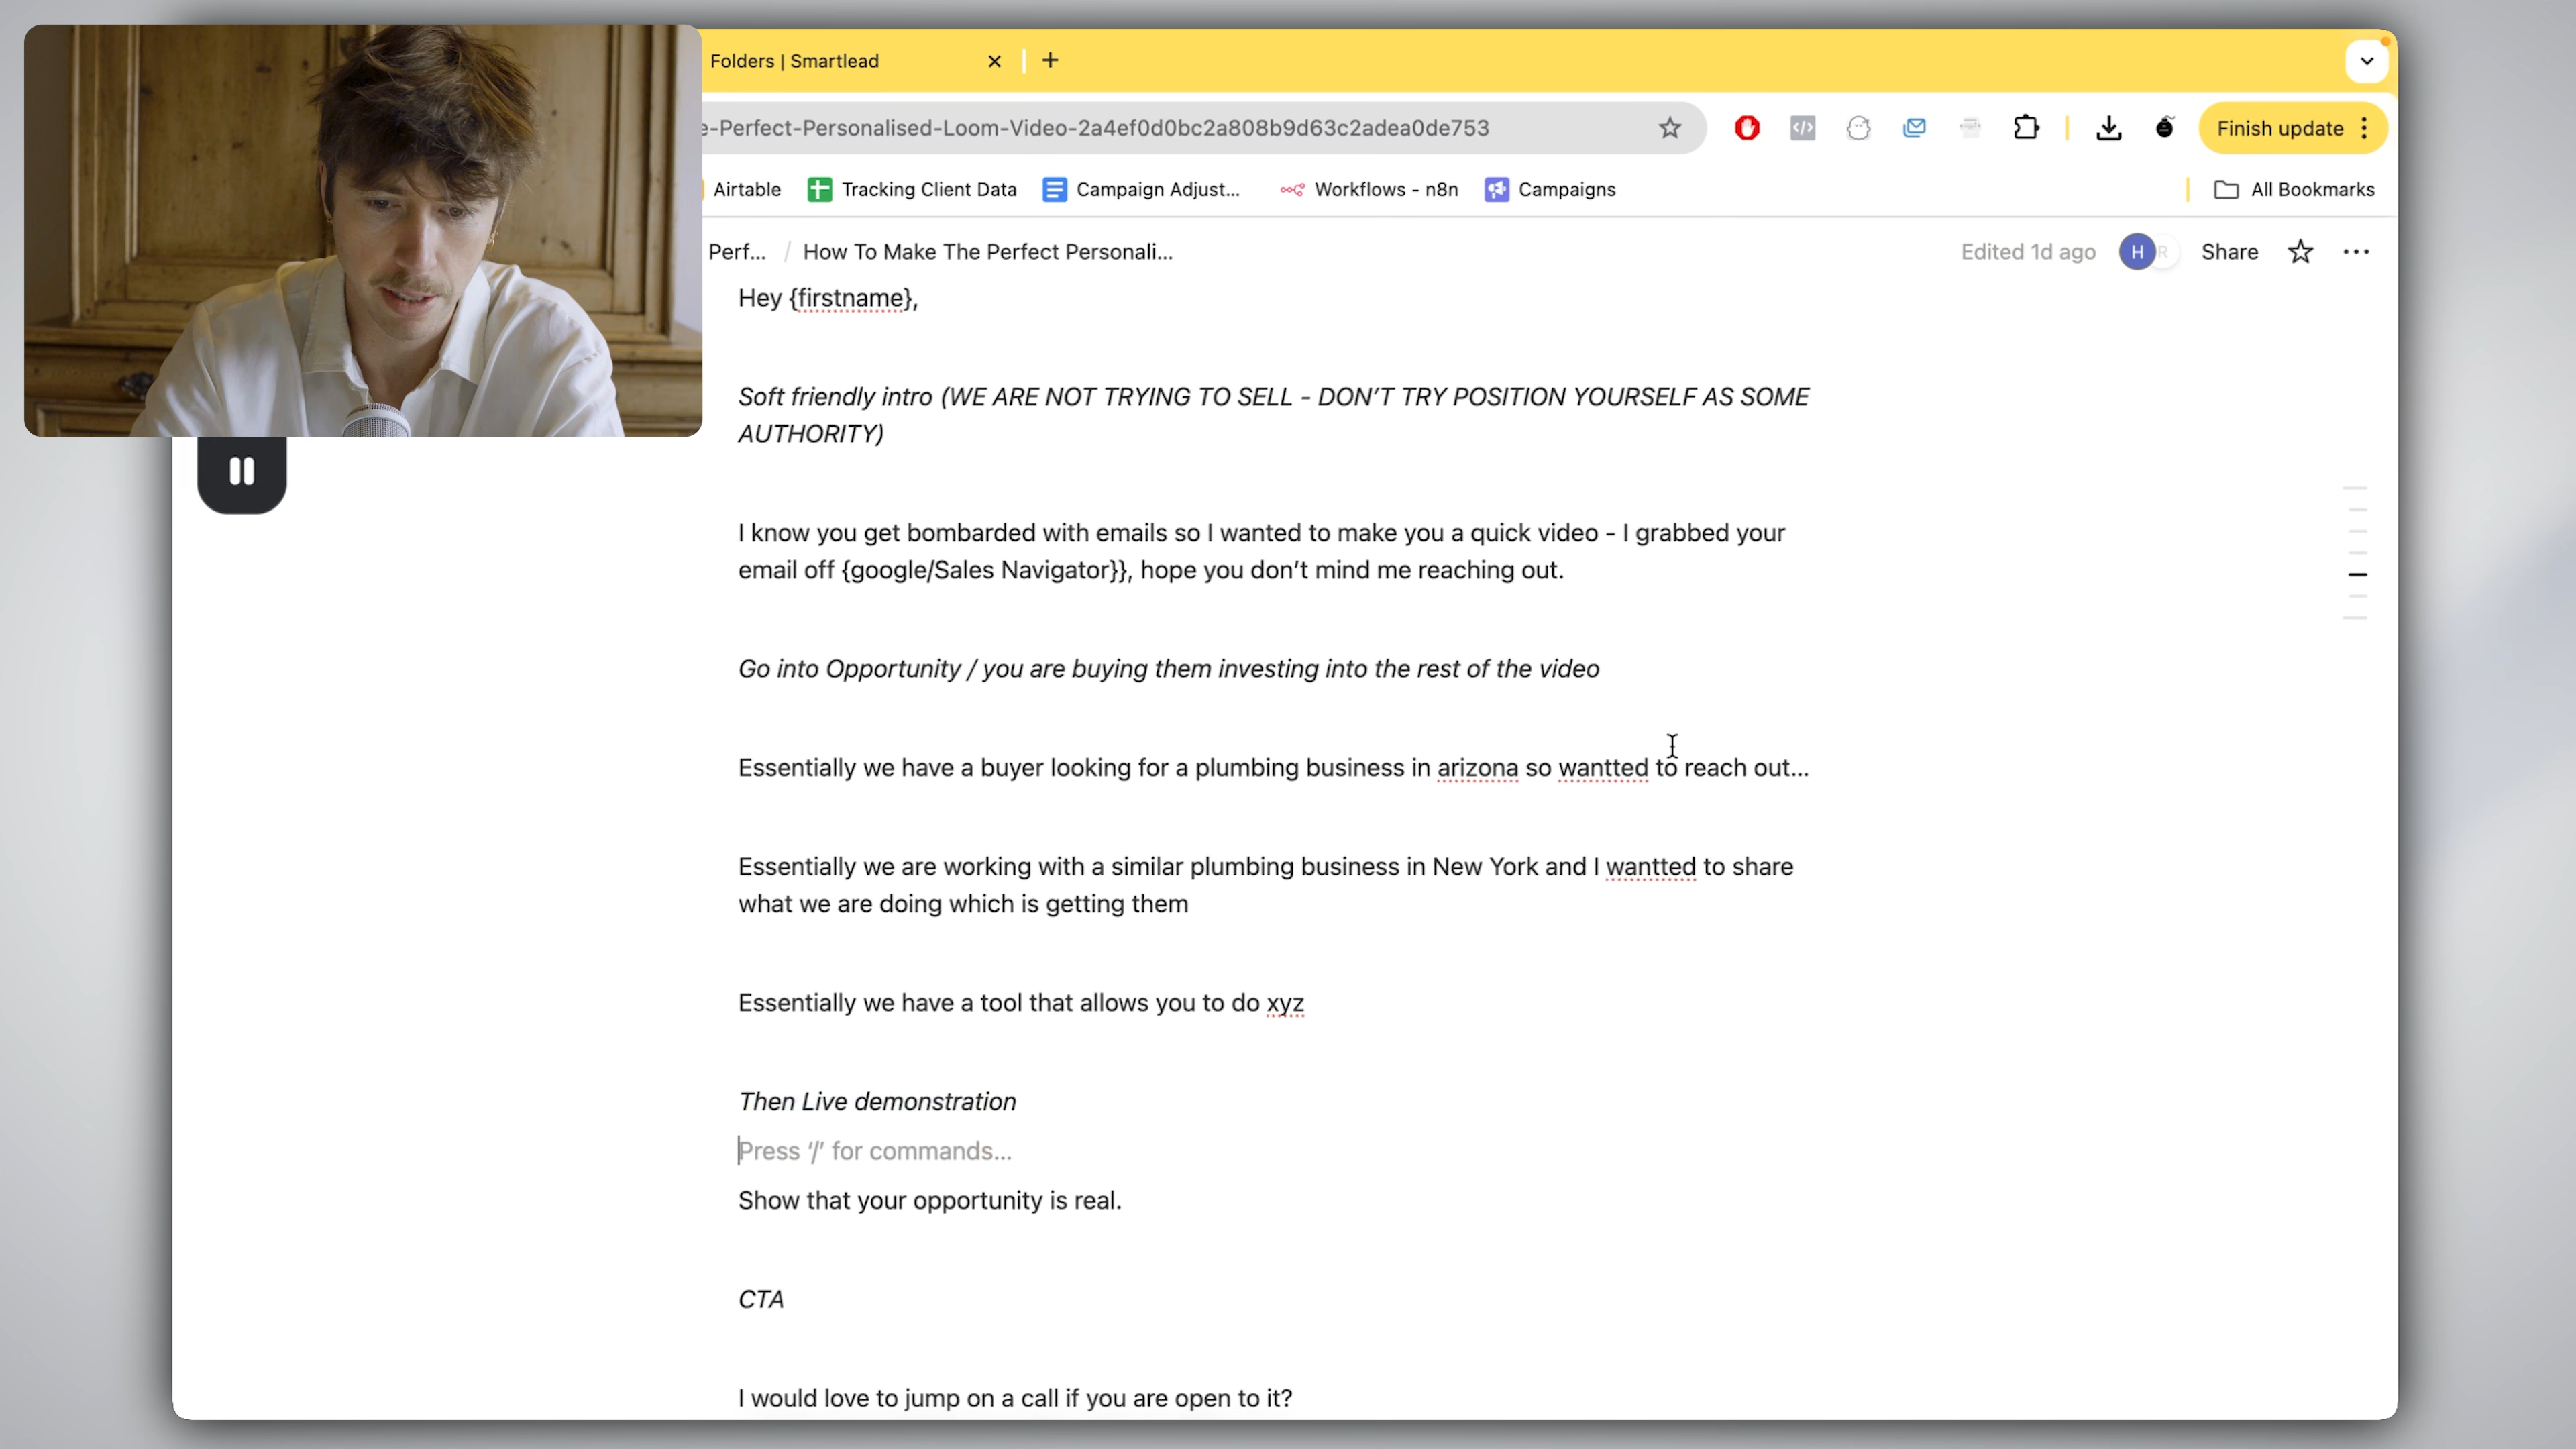 Folders | Smartlead
e-Perfect-Personalised-Loom-Video-2a4ef0d0bc2a808b9d63c2adea0de753
Finish update
Airtable
Tracking Client Data
Campaign Adjust...
Workflows - n8n
Campaigns
All Bookmarks
Perf... / How To Make The Perfect Personali...
Edited 1d ago
H
R
Share
Hey {firstname},
Soft friendly intro (WE ARE NOT TRYING TO SELL - DON'T TRY POSITION YOURSELF AS SOME
AUTHORITY)
I know you get bombarded with emails so I wanted to make you a quick video - I grabbed your
email off {google/Sales Navigator}}, hope you don't mind me reaching out.
Go into Opportunity / you are buying them investing into the rest of the video
Essentially we have a buyer looking for a plumbing business in arizona so wantted to reach out...
Essentially we are working with a similar plumbing business in New York and I wantted to share
what we are doing which is getting them
Essentially we have a tool that allows you to do xyz
Then Live demonstration
Press '/' for commands...
Show that your opportunity is real.
CTA
I would love to jump on a call if you are open to it?